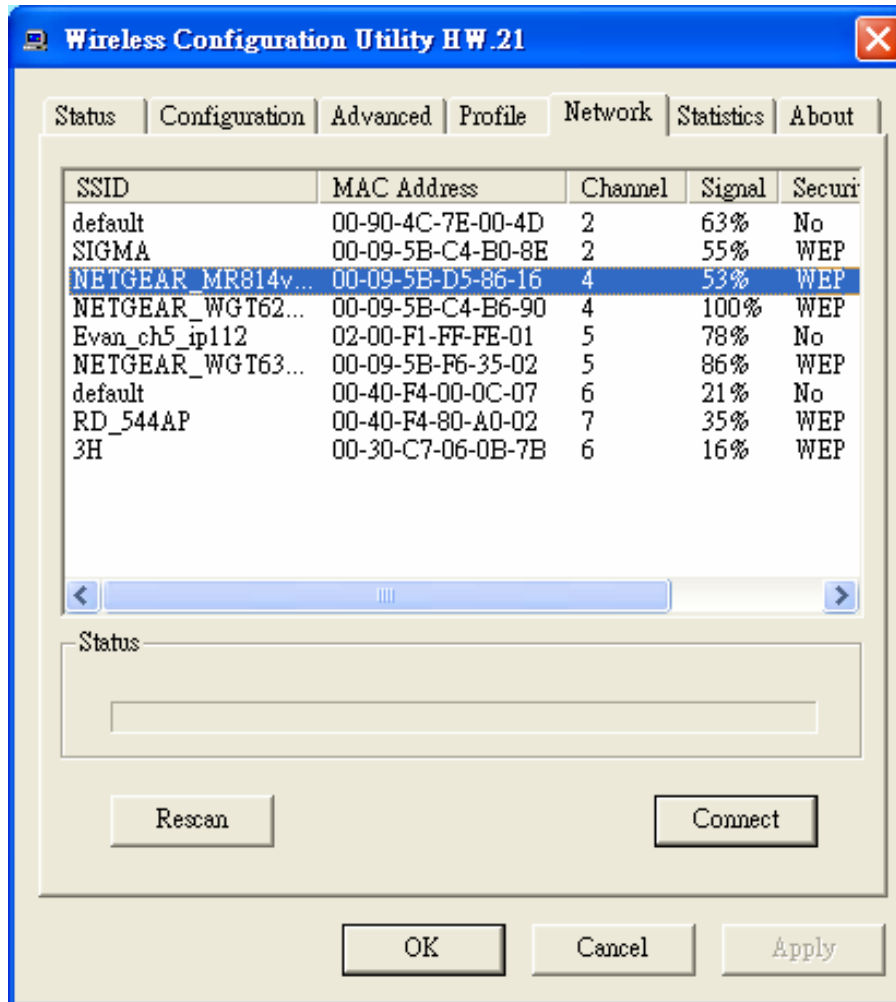 Wireless Configuration Utility HW.21
Status Configuration Advanced Profile Network Statistics About
SSID MAC Address Channel Signal Securi
default 00-90-4C-7E-00-4D 2 63% No
SIGMA 00-09-5B-C4-B0-8E 2 55% WEP
NETGEAR_MR814v... 00-09-5B-D5-86-16 4 53% WEP
NETGEAR_WGT62... 00-09-5B-C4-B6-90 4 100% WEP
Evan_ch5_ip112 02-00-F1-FF-FE-01 5 78% No
NETGEAR_WGT63... 00-09-5B-F6-35-02 5 86% WEP
default 00-40-F4-00-0C-07 6 21% No
RD_544AP 00-40-F4-80-A0-02 7 35% WEP
3H 00-30-C7-06-0B-7B 6 16% WEP
Status
Rescan Connect
OK Cancel Apply